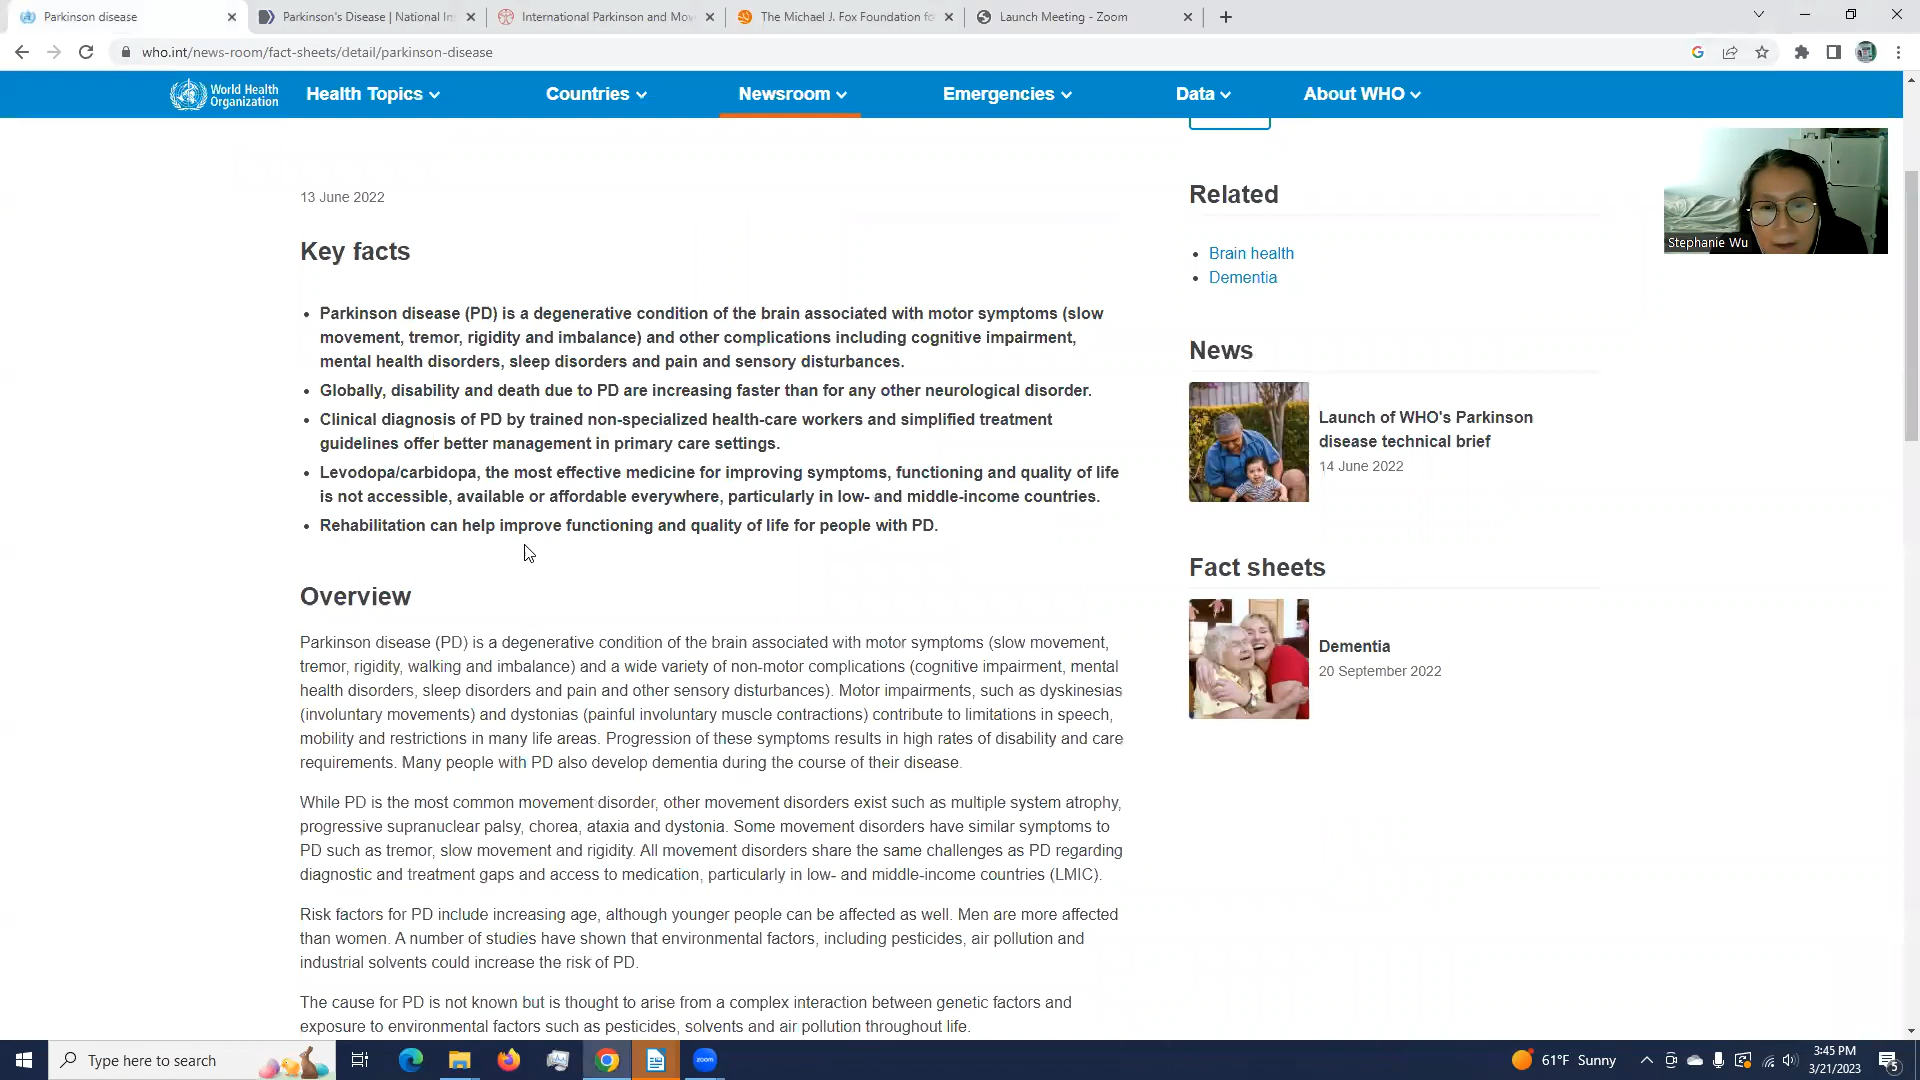 Parkinson disease
Parkinson's Disease | National In
International Parkinson and Mov
The Michael J. Fox Foundation fo
Launch Meeting - Zoom
who.int/news-room/fact-sheets/detail/parkinson-disease
World Health
Organization
Health Topics
Countries
Newsroom
Emergencies
Data
About WHO
13 June 2022
Key facts
Parkinson disease (PD) is a degenerative condition of the brain associated with motor symptoms (slow
movement, tremor, rigidity and imbalance) and other complications including cognitive impairment,
mental health disorders, sleep disorders and pain and sensory disturbances.
Globally, disability and death due to PD are increasing faster than for any other neurological disorder.
Clinical diagnosis of PD by trained non-specialized health-care workers and simplified treatment
guidelines offer better management in primary care settings.
Levodopa/carbidopa, the most effective medicine for improving symptoms, functioning and quality of life
is not accessible, available or affordable everywhere, particularly in low- and middle-income countries.
Rehabilitation can help improve functioning and quality of life for people with PD.
Overview
Parkinson disease (PD) is a degenerative condition of the brain associated with motor symptoms (slow movement,
tremor, rigidity, walking and imbalance) and a wide variety of non-motor complications (cognitive impairment, mental
health disorders, sleep disorders and pain and other sensory disturbances). Motor impairments, such as dyskinesias
(involuntary movements) and dystonias (painful involuntary muscle contractions) contribute to limitations in speech,
mobility and restrictions in many life areas. Progression of these symptoms results in high rates of disability and care
requirements. Many people with PD also develop dementia during the course of their disease.
While PD is the most common movement disorder, other movement disorders exist such as multiple system atrophy,
progressive supranuclear palsy, chorea, ataxia and dystonia. Some movement disorders have similar symptoms to
PD such as tremor, slow movement and rigidity. All movement disorders share the same challenges as PD regarding
diagnostic and treatment gaps and access to medication, particularly in low- and middle-income countries (LMIC).
Risk factors for PD include increasing age, although younger people can be affected as well. Men are more affected
than women. A number of studies have shown that environmental factors, including pesticides, air pollution and
industrial solvents could increase the risk of PD.
The cause for PD is not known but is thought to arise from a complex interaction between genetic factors and
exposure to environmental factors such as pesticides, solvents and air pollution throughout life.
Related
Brain health
Dementia
News
Launch of WHO's Parkinson
disease technical brief
14 June 2022
Fact sheets
Dementia
20 September 2022
Stephanie Wu
Type here to search
zoom
61°F Sunny
3:45 PM
3/21/2023
5